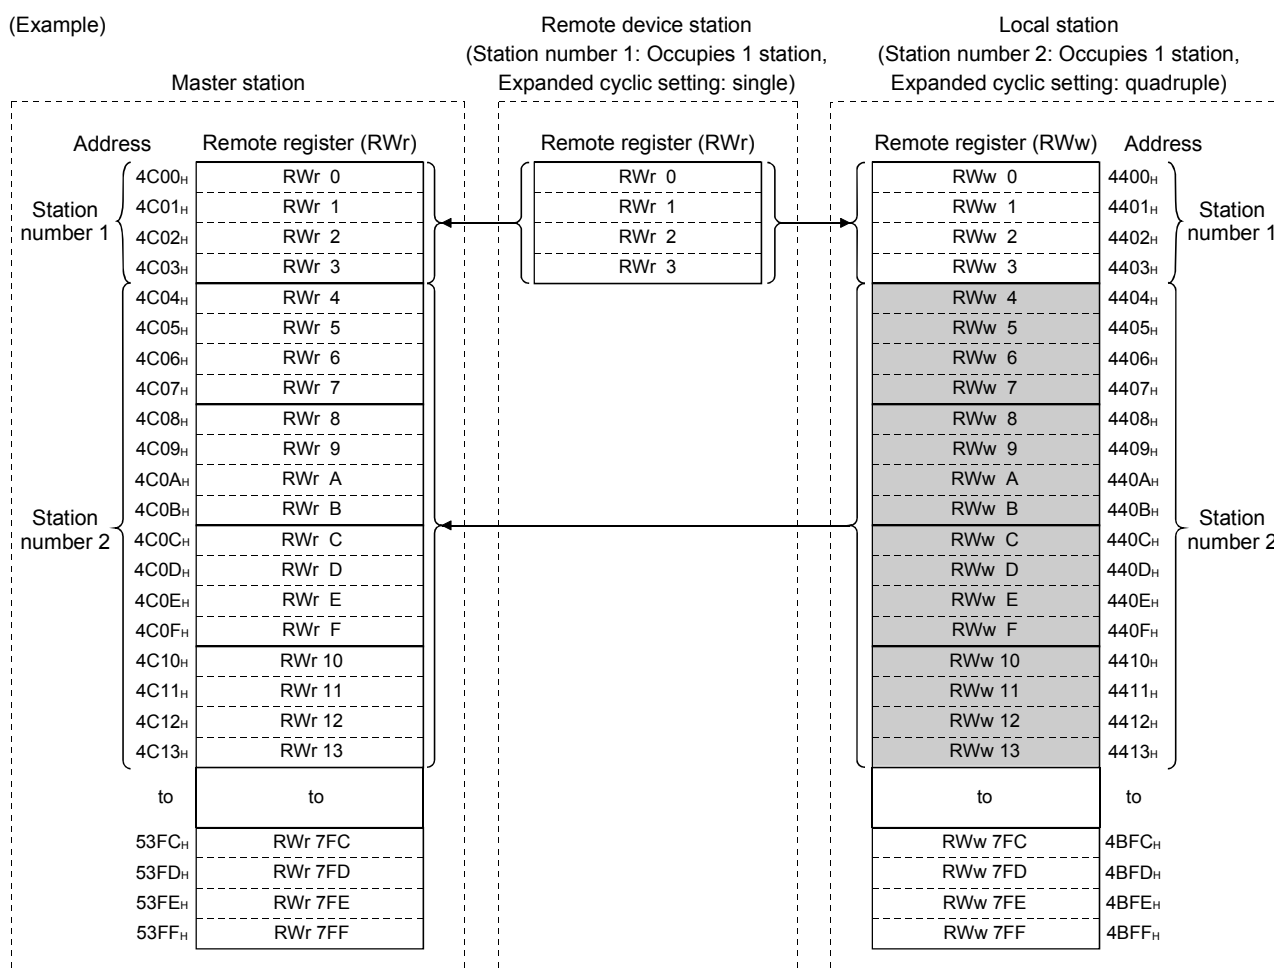 (Example)
Remote device station
(Station number 1: Occupies 1 station,
Expanded cyclic setting: single)
Local station
(Station number 2: Occupies 1 station,
Expanded cyclic setting: quadruple)
Master station
Address Remote register (RWr) Remote register (RWr) Remote register (RWw) Address
4C00H RWr 0 RWr 0 RWw 0 4400H
4C01H RWr 1 RWr 1 RWw 1 4401H
4C02H RWr 2 RWr 2 RWw 2 4402H
4C03H RWr 3 RWr 3 RWw 3 4403H
Station
number 1
Station
number 1
4C04H RWr 4 RWw 4 4404H
4C05H RWr 5 RWw 5 4405H
4C06H RWr 6 RWw 6 4406H
4C07H RWr 7 RWw 7 4407H
4C08H RWr 8 RWw 8 4408H
4C09H RWr 9 RWw 9 4409H
4C0AH RWr A RWw A 440AH
4C0BH RWr B RWw B 440BH
4C0CH RWr C RWw C 440CH
4C0DH RWr D RWw D 440DH
4C0EH RWr E RWw E 440EH
4C0FH RWr F RWw F 440FH
4C10H RWr 10 RWw 10 4410H
4C11H RWr 11 RWw 11 4411H
4C12H RWr 12 RWw 12 4412H
4C13H RWr 13 RWw 13 4413H
Station
number 2
Station
number 2
to to to to
53FCH RWr 7FC RWw 7FC 4BFCH
53FDH RWr 7FD RWw 7FD 4BFDH
53FEH RWr 7FE RWw 7FE 4BFEH
53FFH RWr 7FF RWw 7FF 4BFFH